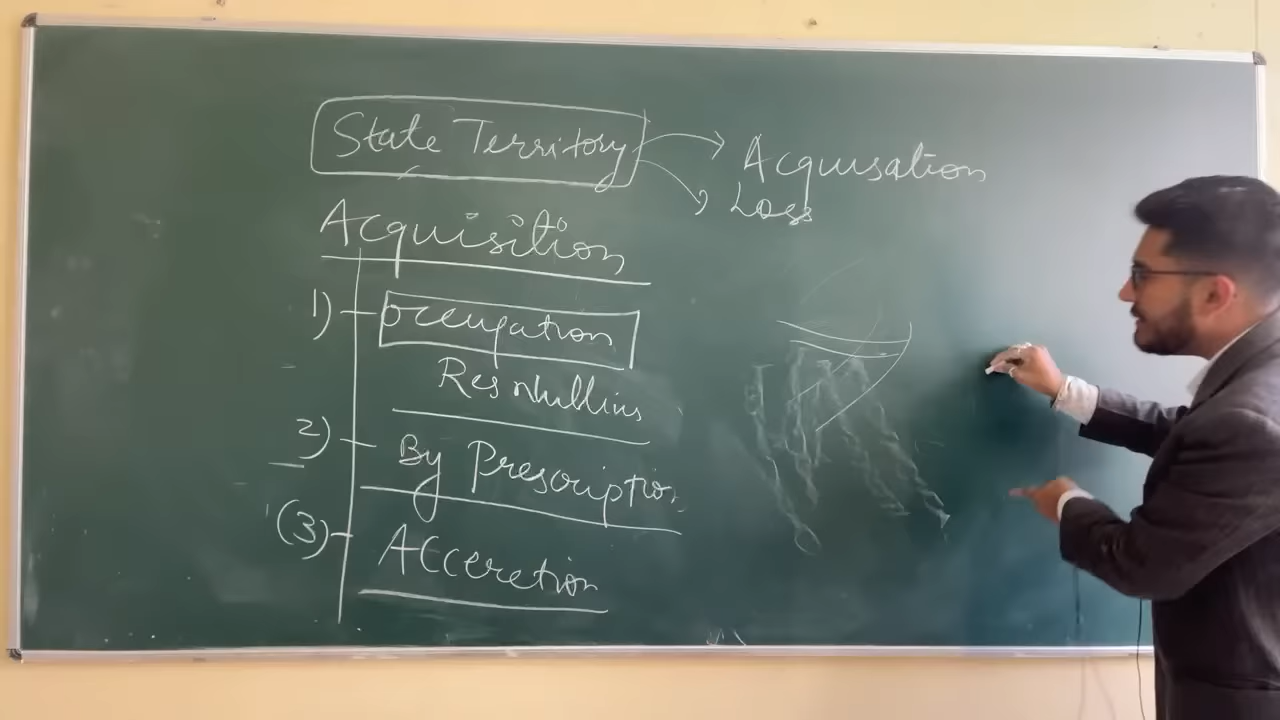 State Territory
Acquisation
Loss
Acquisition
1) Occupation
Res Nullius
2) By Prescription
(3) Acceretion